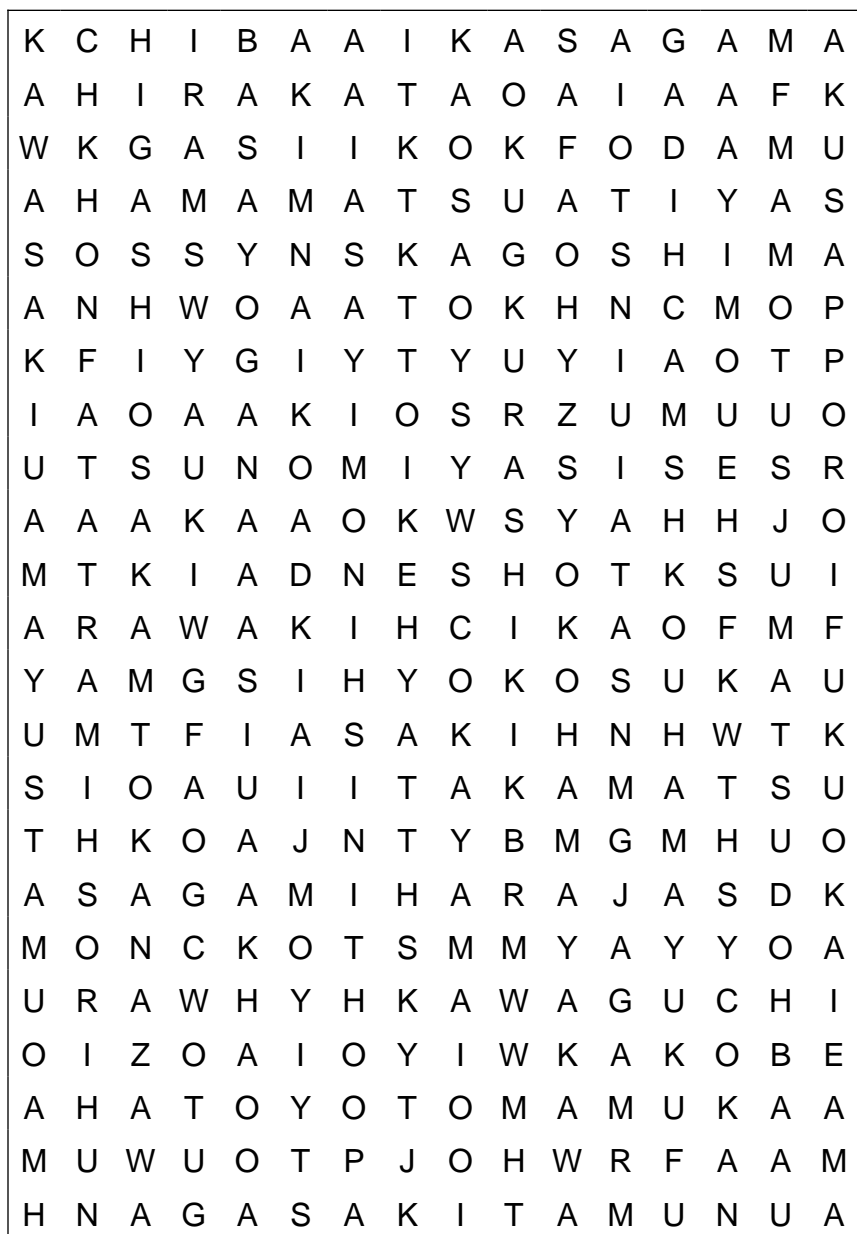 K C H I B A A I K A S A G A M A
A H I R A K A T A O A I A A F K
W K G A S I I K O K F O D A M U
A H A M A M A T S U A T I Y A S
S O S S Y N S K A G O S H I M A
A N H W O A A T O K H N C M O P
K F I Y G I Y T Y U Y I A O T P
I A O A A K I O S R Z U M U U O
U T S U N O M I Y A S I S E S R
A A A K A A O K W S Y A H H J O
M T K I A D N E S H O T K S U I
A R A W A K I H C I K A O F M F
Y A M G S I H Y O K O S U K A U
U M T F I A S A K I H N H W T K
S I O A U I I T A K A M A T S U
T H K O A J N T Y B M G M H U O
A S A G A M I H A R A J A S D K
M O N C K O T S M M Y A Y Y O A
U R A W H Y H K A W A G U C H I
O I Z O A I O Y I W K A K O B E
A H A T O Y O T O M A M U K A A
M U W U O T P J O H W R F A A M
H N A G A S A K I T A M U N U A